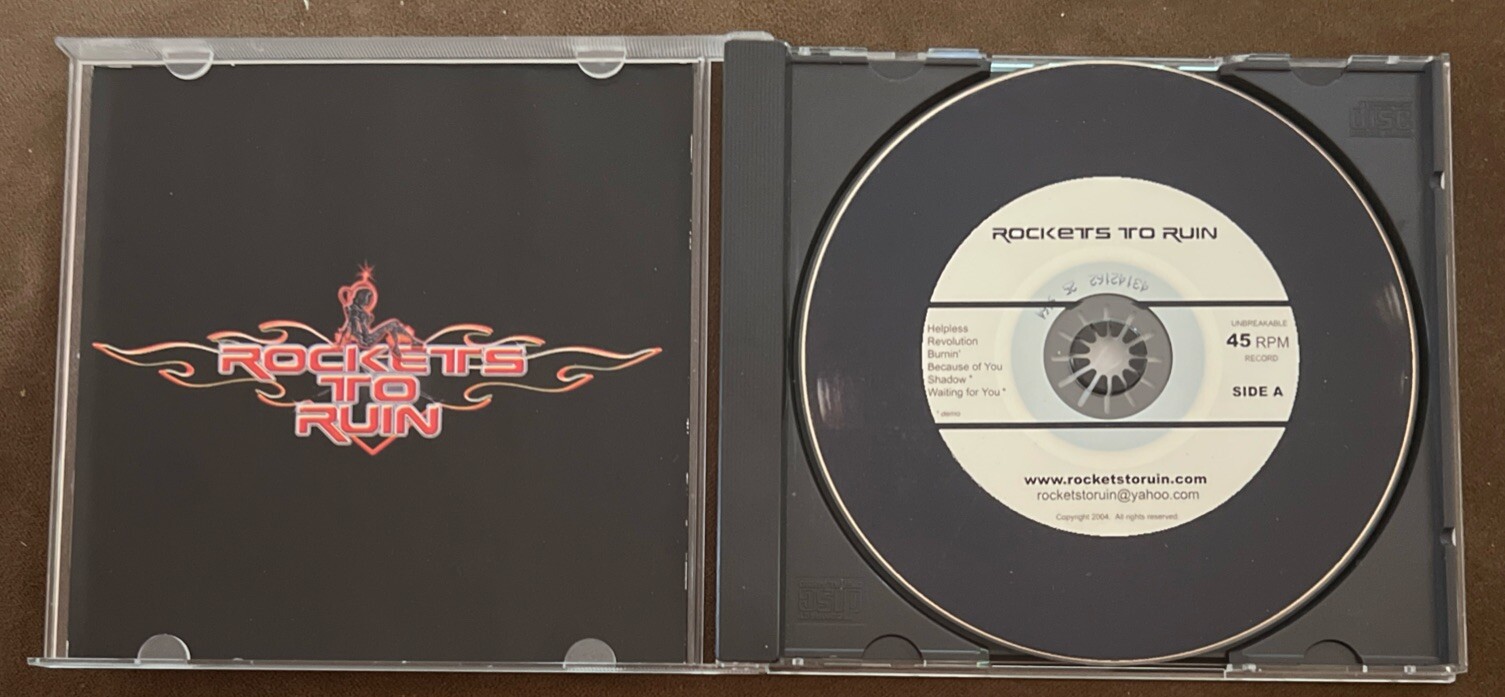 ROCKETS
TO
RUIN
ROCKETS TO RUIN
Helpless
Revolution
Burnin'
Because of You
Shadow *
Waiting for You *
* demo
UNBREAKABLE
45 RPM
RECORD
SIDE A
www.rocketstoruin.com
rocketstoruin@yahoo.com
Copyright 2004. All rights reserved.
disc